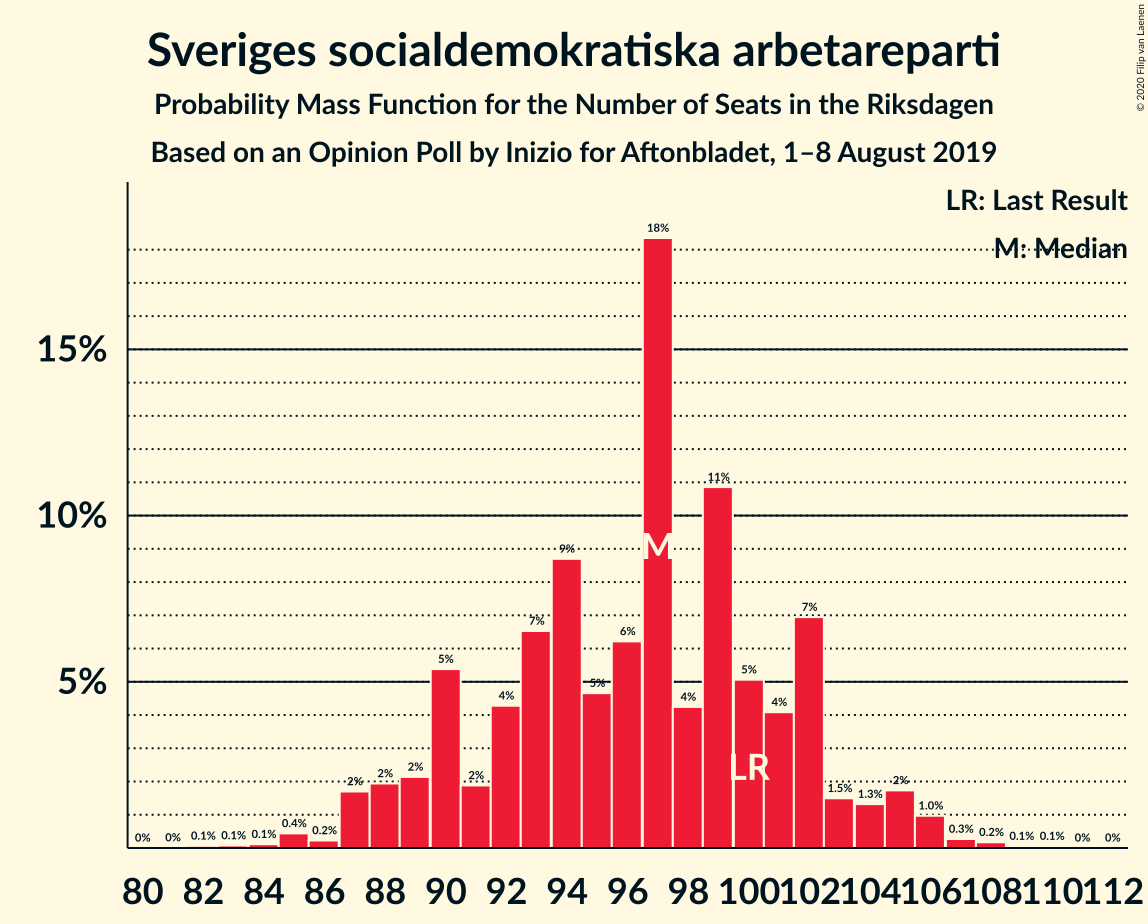 Sveriges socialdemokratiska arbetareparti
Probability Mass Function for the Number of Seats in the Riksdagen
Based on an Opinion Poll by Inizio for Aftonbladet, 1–8 August 2019
© 2020 Filip van Laenen
LR: Last Result
M: Median
15%
10%
5%
0% 0% 0.1% 0.1% 0.1% 0.4% 0.2% 2% 2% 2% 5% 2% 4% 7% 9% 5% 6% 18% 4% 11% 5% 4% 7% 1.5% 1.3% 2% 1.0% 0.3% 0.2% 0.1% 0.1% 0% 0%
M
LR
80 82 84 86 88 90 92 94 96 98 100 102 104 106 108 110 112